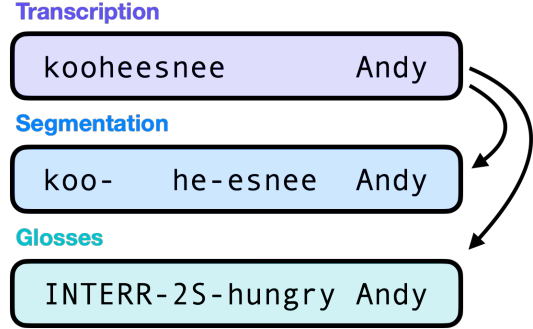 Transcription
kooheesnee Andy
Segmentation
koo- he-esnee Andy
Glosses
INTERR-2S-hungry Andy